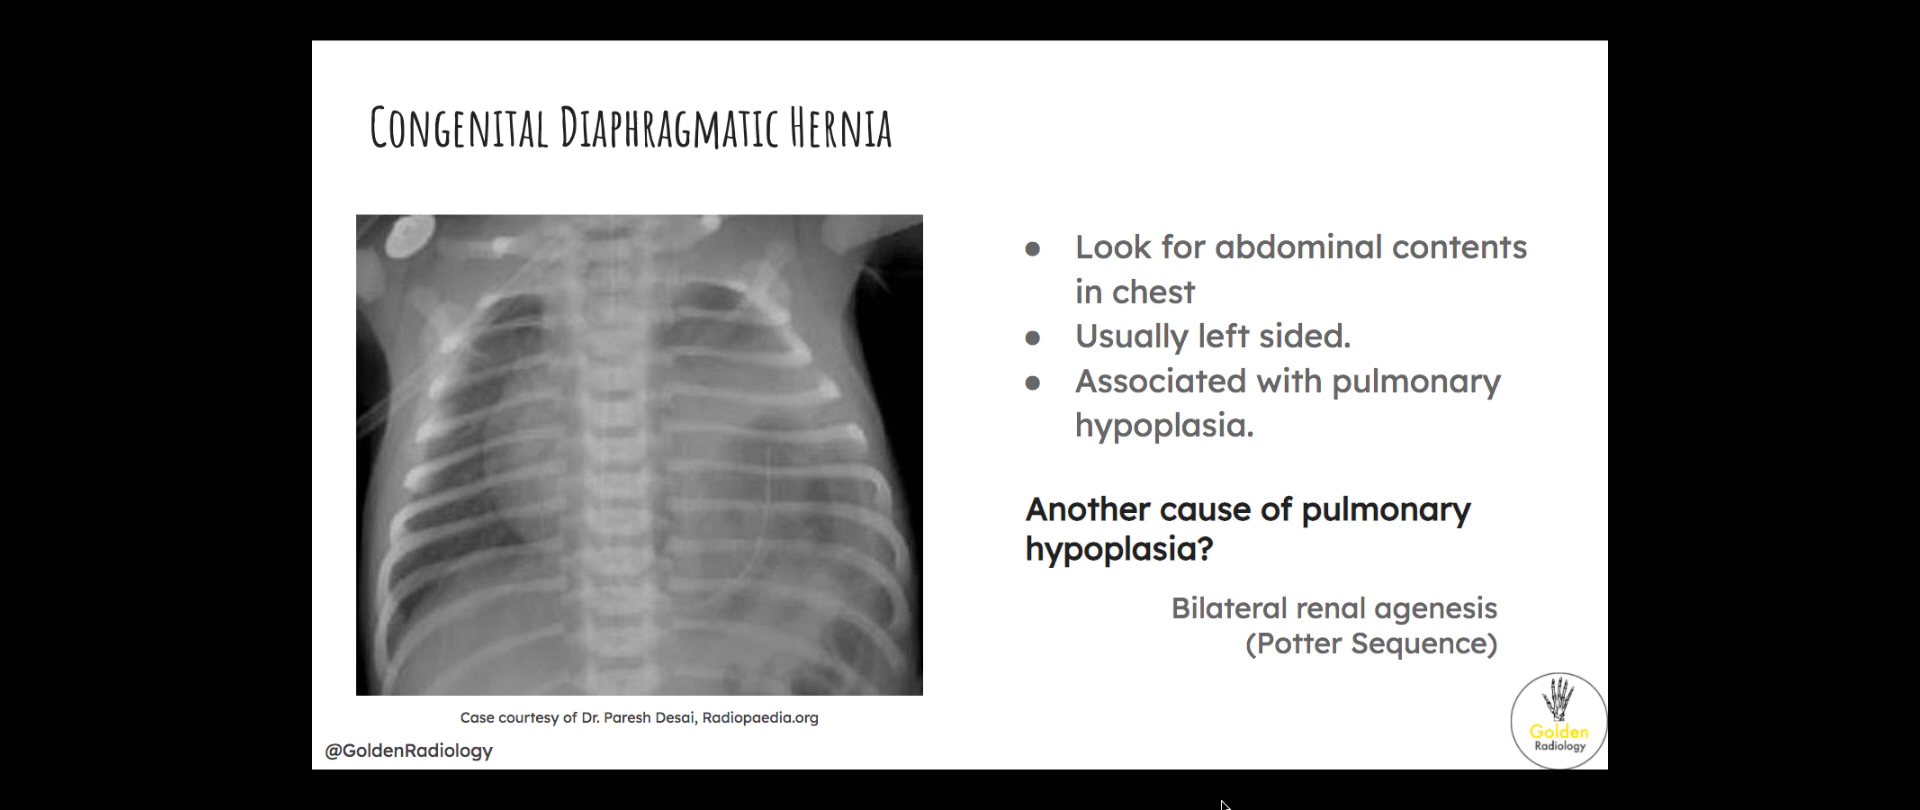 Congenital Diaphragmatic Hernia
● Look for abdominal contents
in chest
● Usually left sided.
● Associated with pulmonary
hypoplasia.
Another cause of pulmonary
hypoplasia?
Bilateral renal agenesis
(Potter Sequence)
Case courtesy of Dr. Paresh Desai, Radiopaedia.org
@GoldenRadiology
Golden
Radiology